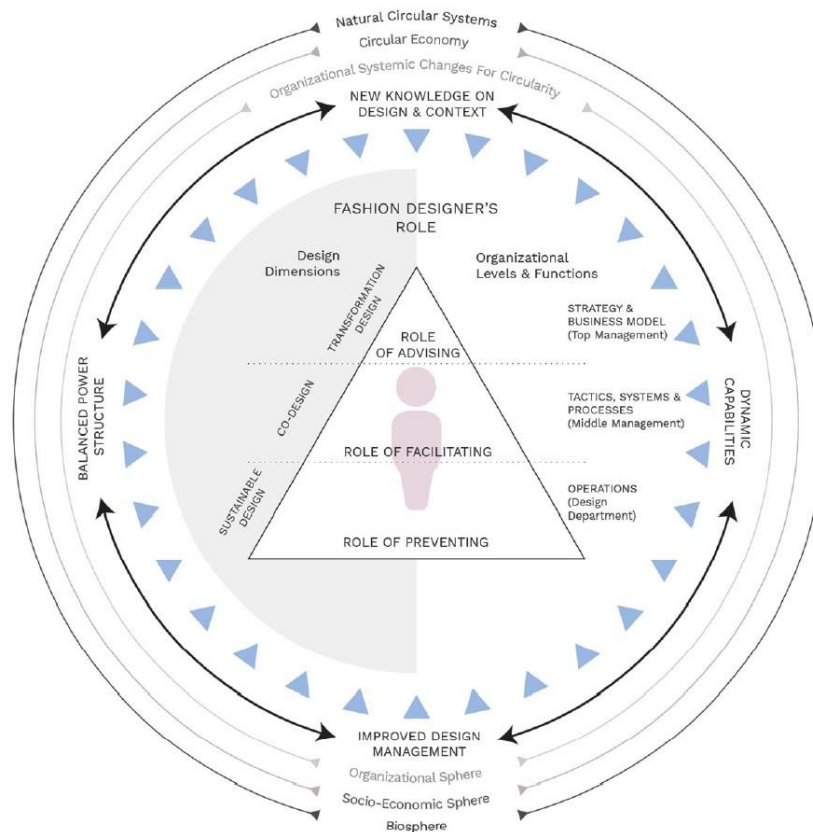 Natural Circular Systems
Circular Economy
Organizational Systemic Changes For Circularity
NEW KNOWLEDGE ON
DESIGN & CONTEXT
FASHION DESIGNER'S
ROLE
Design
Dimensions
Organizational
Levels & Functions
TRANSFORMATION
DESIGN
STRATEGY &
BUSINESS MODEL
(Top Management)
ROLE
OF ADVISING
BALANCED POWER
STRUCTURE
CO-DESIGN
TACTICS, SYSTEMS &
PROCESSES
(Middle Management)
DYNAMIC
CAPABILITIES
ROLE OF FACILITATING
SUSTAINABLE
DESIGN
OPERATIONS
(Design
Department)
ROLE OF PREVENTING
IMPROVED DESIGN
MANAGEMENT
Organizational Sphere
Socio-Economic Sphere
Biosphere